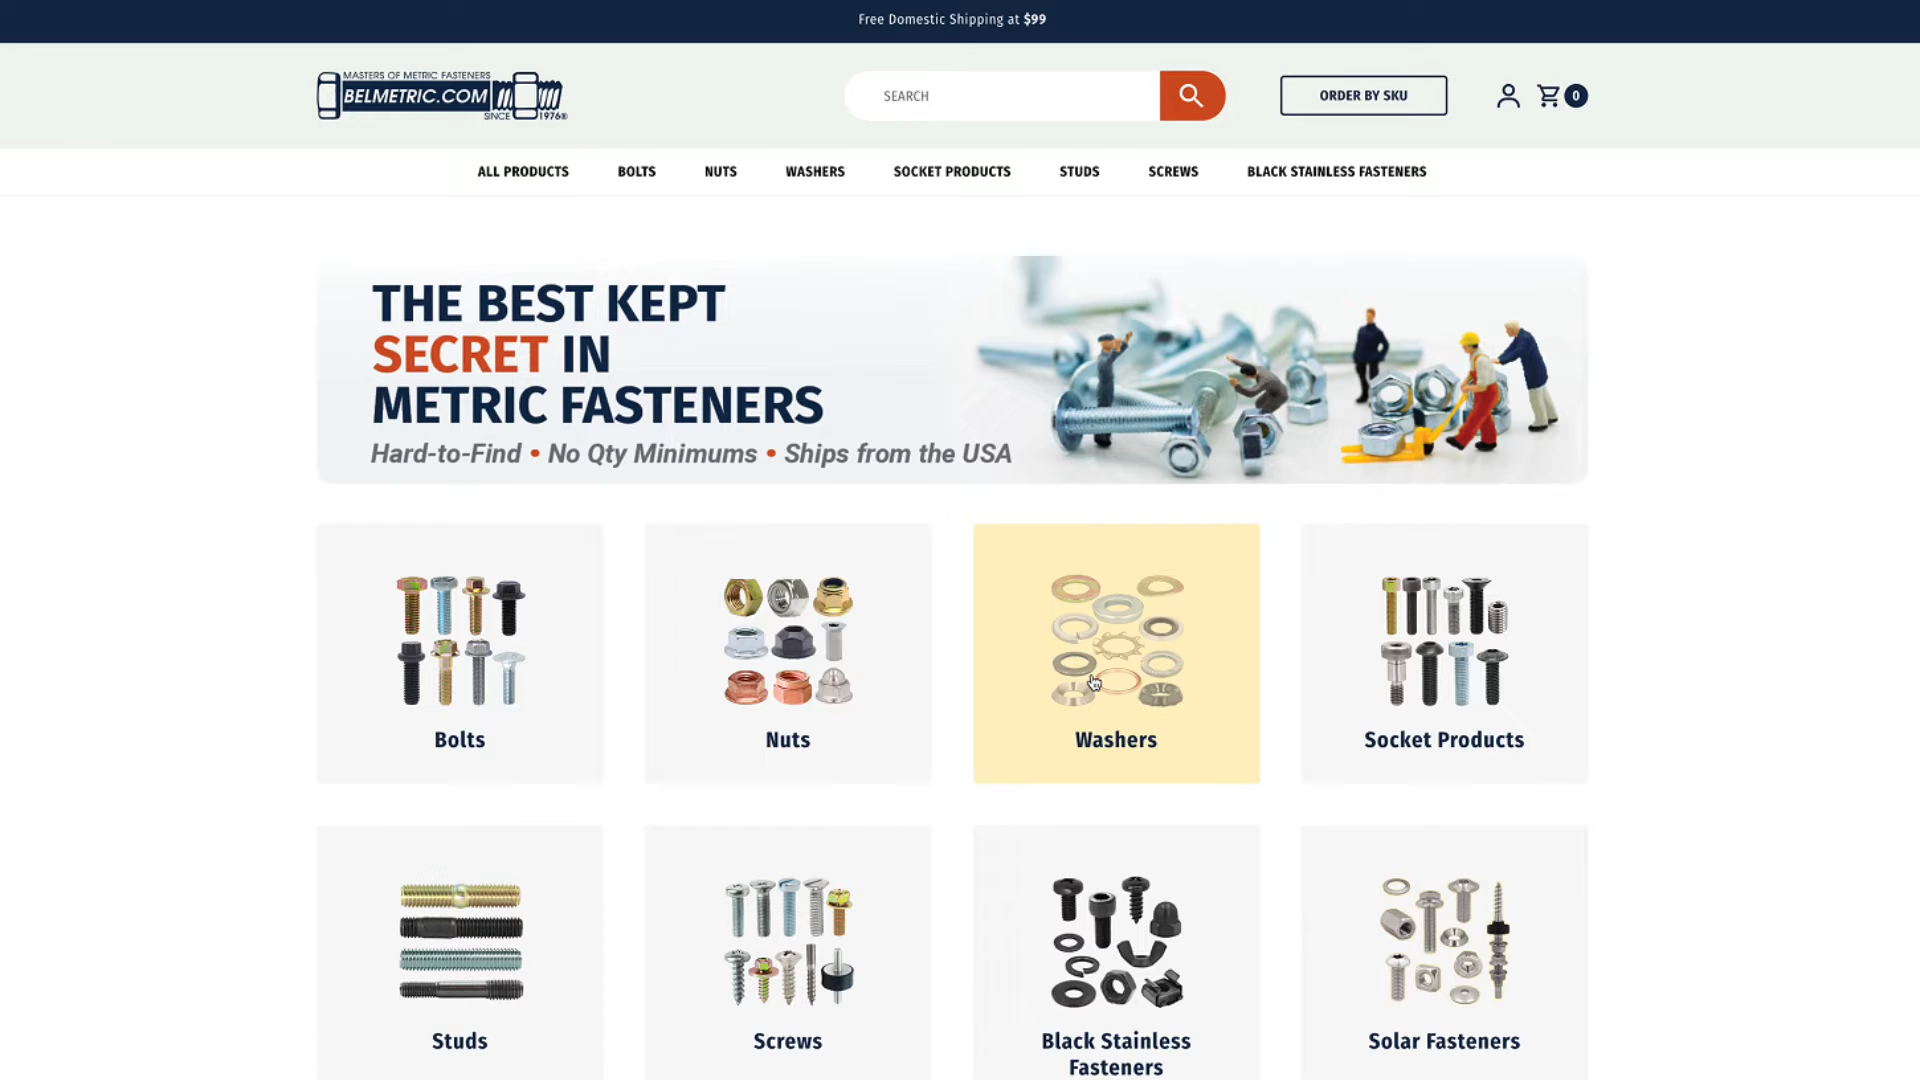 Free Domestic Shipping at $99
MASTERS OF METRIC FASTENERS
BELMETRIC.COM
SINCE 1976®
SEARCH
ORDER BY SKU
0
ALL PRODUCTS
BOLTS
NUTS
WASHERS
SOCKET PRODUCTS
STUDS
SCREWS
BLACK STAINLESS FASTENERS
THE BEST KEPT
SECRET IN
METRIC FASTENERS
Hard-to-Find • No Qty Minimums • Ships from the USA
Bolts
Nuts
Washers
Socket Products
Studs
Screws
Black Stainless
Fasteners
Solar Fasteners